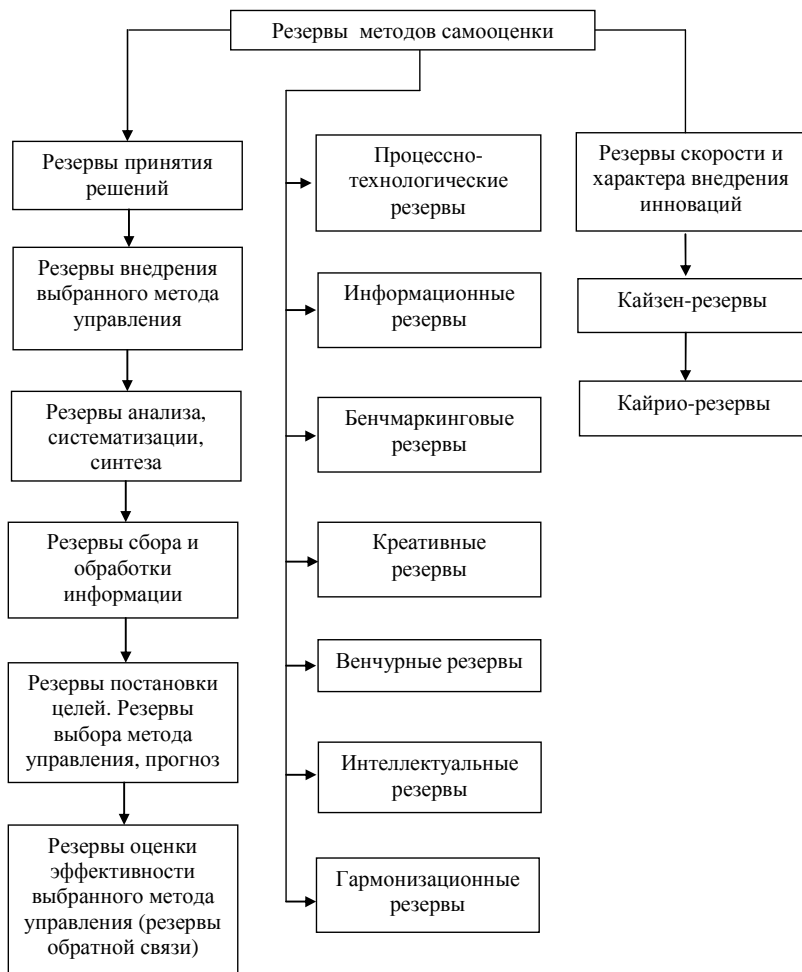 Резервы методов самооценки
Резервы принятия
решений
Резервы внедрения
выбранного метода
управления
Резервы анализа,
систематизации,
синтеза
Резервы сбора и
обработки
информации
Резервы постановки
целей. Резервы
выбора метода
управления, прогноз
Резервы оценки
эффективности
выбранного метода
управления (резервы
обратной связи)
Процессно-
технологические
резервы
Информационные
резервы
Бенчмаркинговые
резервы
Креативные
резервы
Венчурные резервы
Интеллектуальные
резервы
Гармонизационные
резервы
Резервы скорости и
характера внедрения
инноваций
Кайзен-резервы
Кайрио-резервы